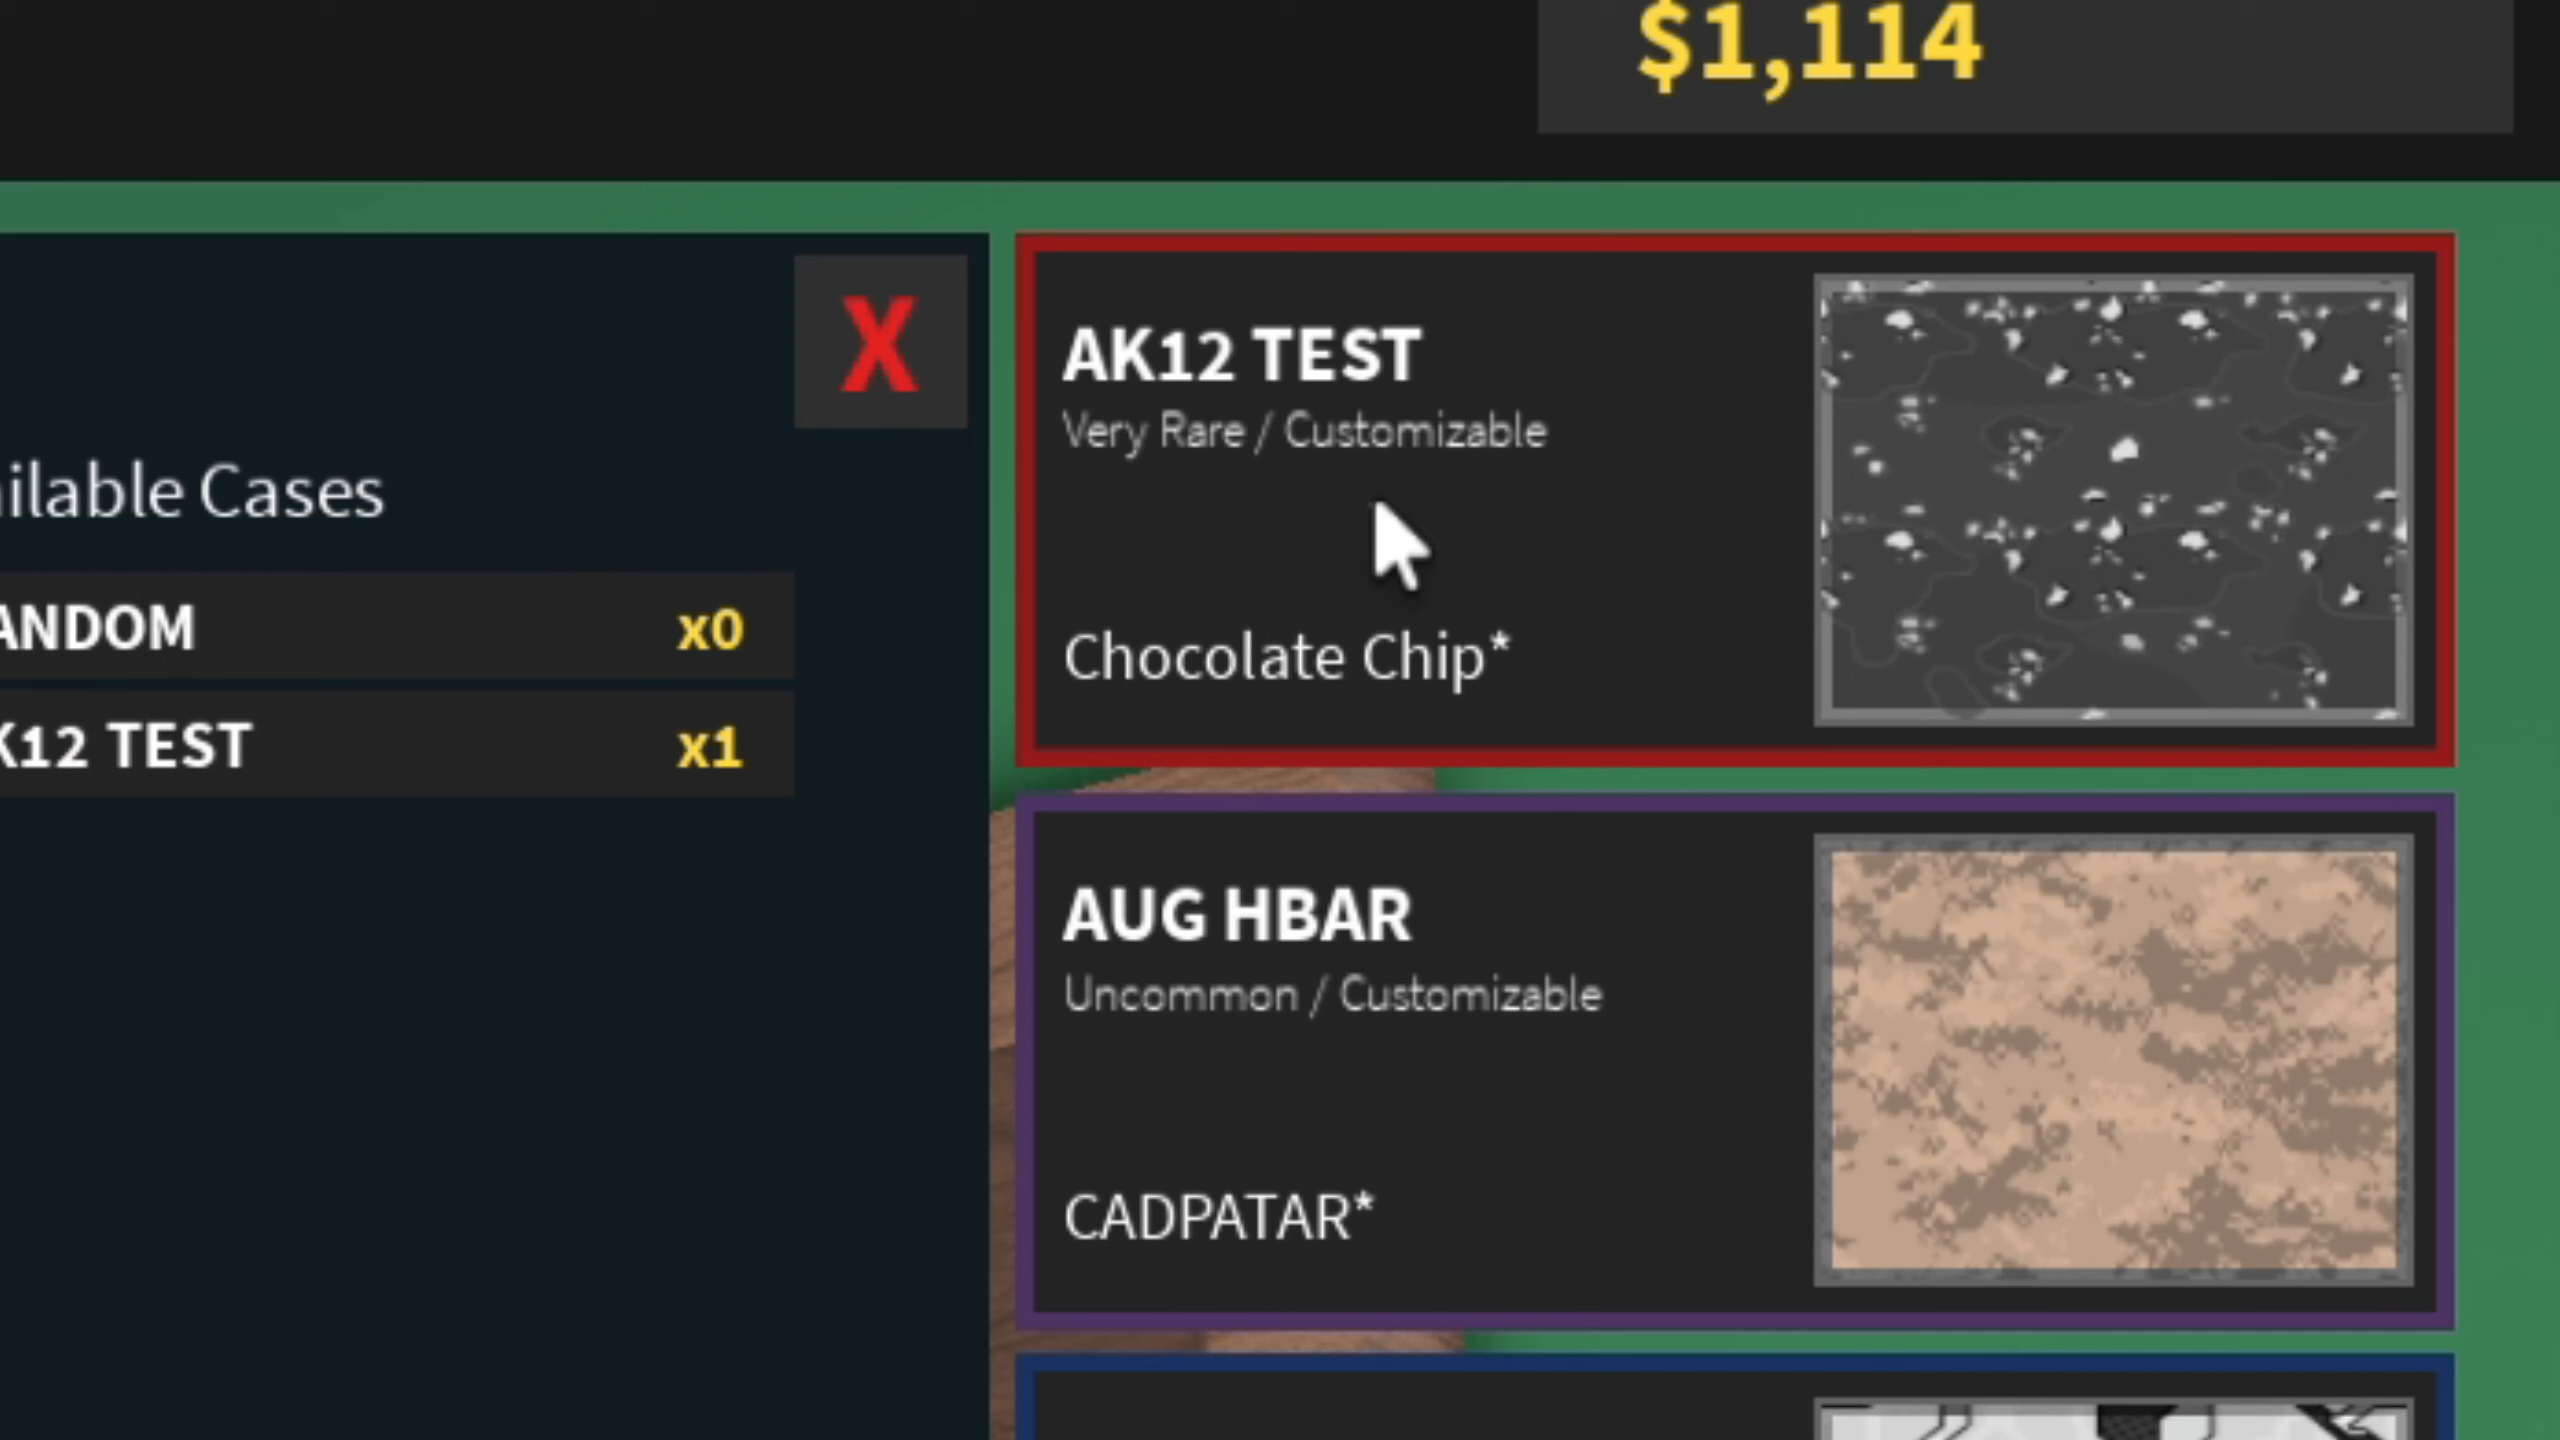 $1,114
X
ilable Cases
ANDOM x0
K12 TEST x1
AK12 TEST
Very Rare / Customizable
Chocolate Chip*
AUG HBAR
Uncommon / Customizable
CADPATAR*